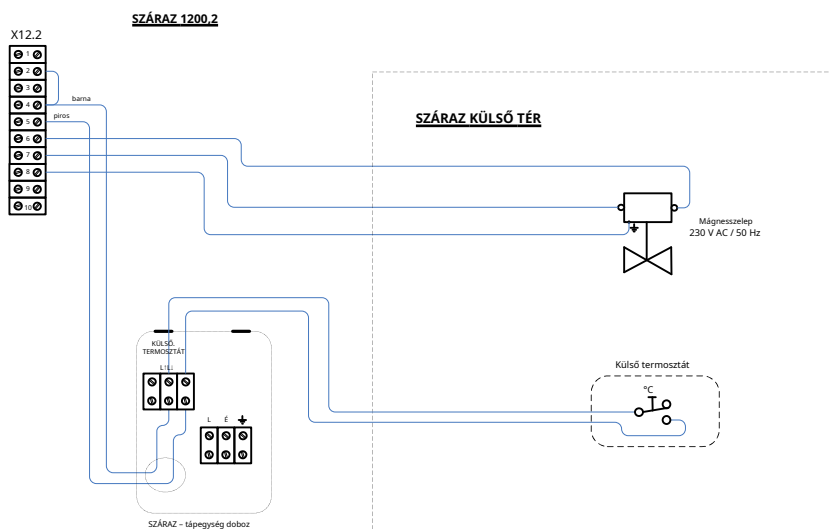 SZÁRAZ 1200,2
X12.2
1
2
3
4
5
6
7
8
9
10
barna
piros
SZÁRAZ KÜLSŐ TÉR
Mágnesszelep
230 V AC / 50 Hz
KÜLSŐ.
TERMOSZTÁT
L↑L↓
L É
Külső termosztát
°C
SZÁRAZ – tápegység doboz